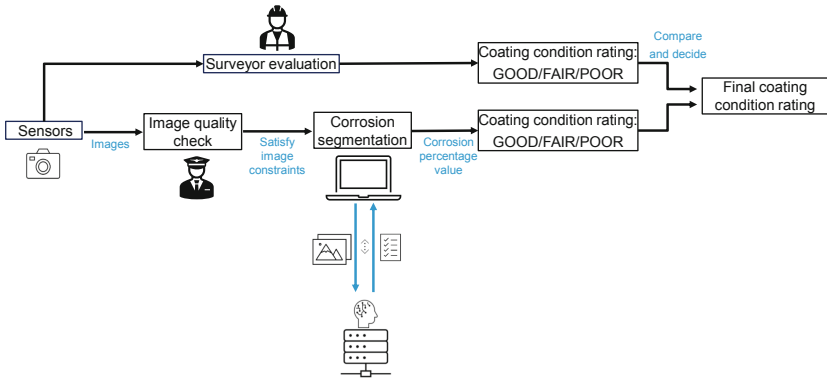 Surveyor evaluation
Coating condition rating:
GOOD/FAIR/POOR
Compare
and decide
Final coating
condition rating
Sensors
Images
Image quality
check
Satisfy
image
constraints
Corrosion
segmentation
Corrosion
percentage
value
Coating condition rating:
GOOD/FAIR/POOR